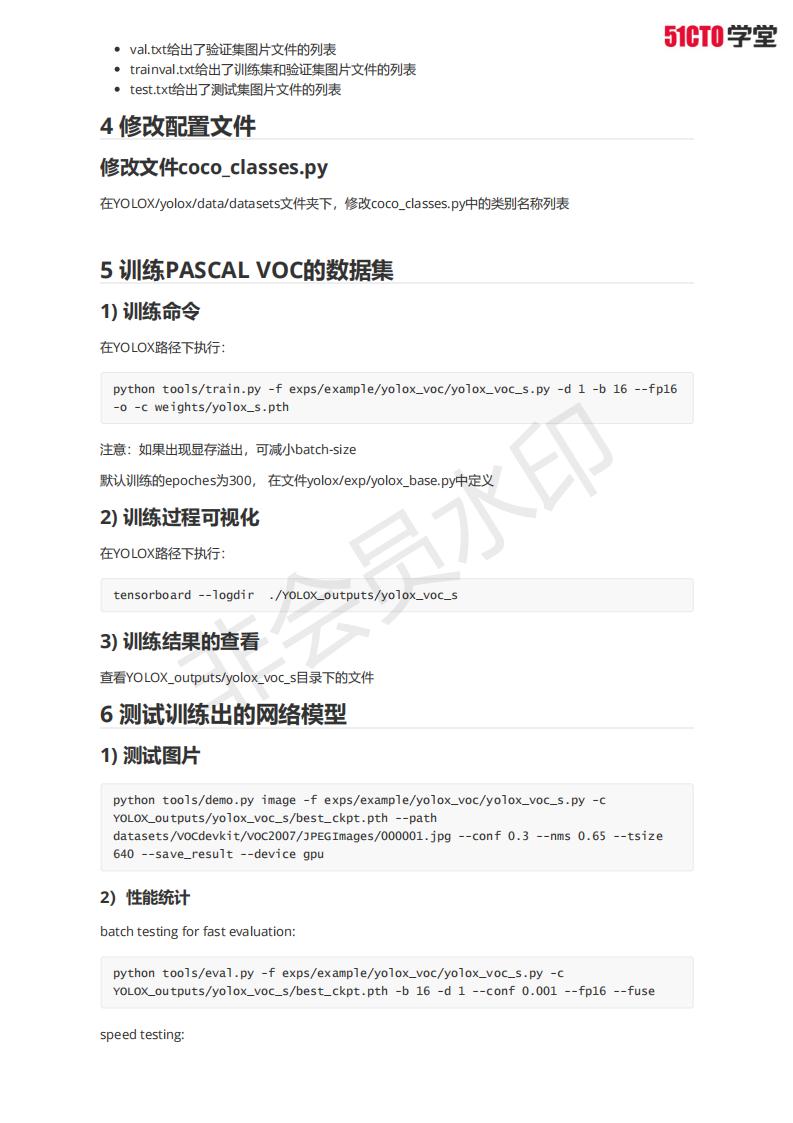 51CTO学堂
val.txt给出了验证集图片文件的列表
trainval.txt给出了训练集和验证集图片文件的列表
test.txt给出了测试集图片文件的列表
4 修改配置文件
修改文件coco_classes.py
在YOLOX/yolox/data/datasets文件夹下，修改coco_classes.py中的类别名称列表
5 训练PASCAL VOC的数据集
1) 训练命令
在YOLOX路径下执行：
python tools/train.py -f exps/example/yolox_voc/yolox_voc_s.py -d 1 -b 16 --fp16
-o -c weights/yolox_s.pth
注意：如果出现显存溢出，可减小batch-size
默认训练的epoches为300， 在文件yolox/exp/yolox_base.py中定义
2) 训练过程可视化
在YOLOX路径下执行：
tensorboard --logdir  ./YOLOX_outputs/yolox_voc_s
3) 训练结果的查看
查看YOLOX_outputs/yolox_voc_s目录下的文件
6 测试训练出的网络模型
1) 测试图片
python tools/demo.py image -f exps/example/yolox_voc/yolox_voc_s.py -c
YOLOX_outputs/yolox_voc_s/best_ckpt.pth --path
datasets/VOCdevkit/VOC2007/JPEGImages/000001.jpg --conf 0.3 --nms 0.65 --tsize
640 --save_result --device gpu
2）性能统计
batch testing for fast evaluation:
python tools/eval.py -f exps/example/yolox_voc/yolox_voc_s.py -c
YOLOX_outputs/yolox_voc_s/best_ckpt.pth -b 16 -d 1 --conf 0.001 --fp16 --fuse
speed testing:
非会员水印